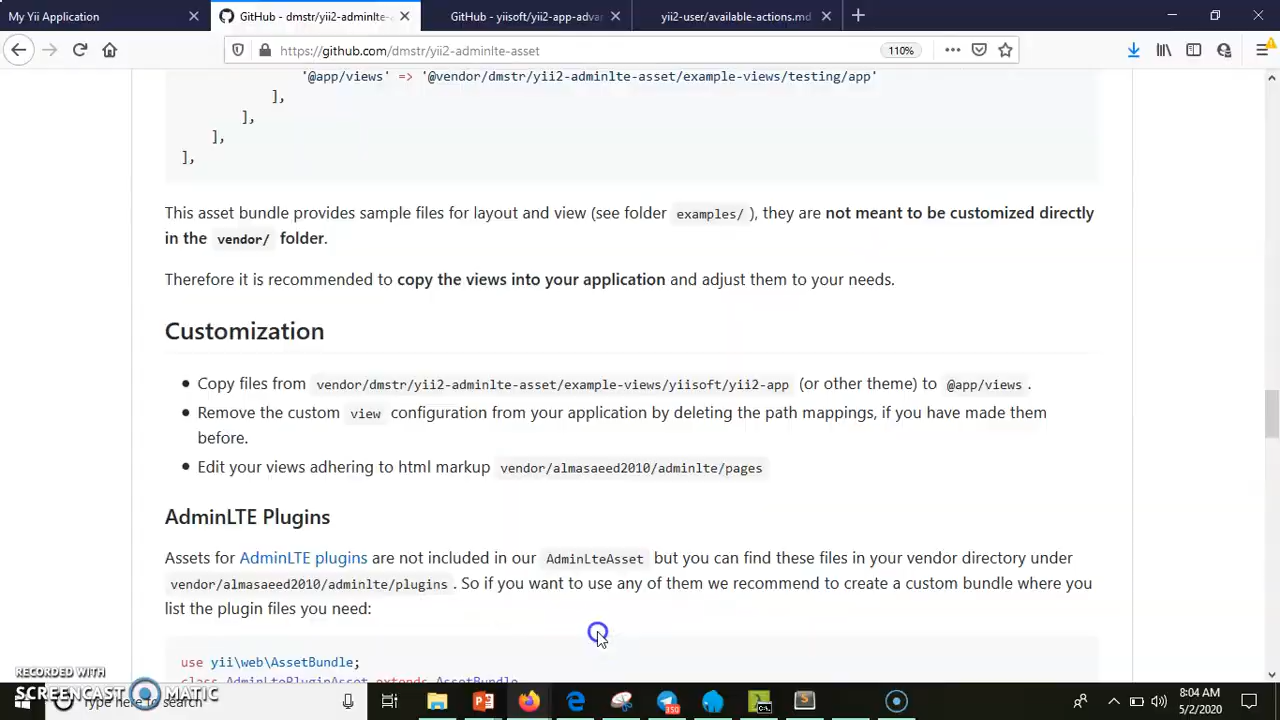 My Yii Application
GitHub - dmstr/yii2-adminlte-a
GitHub - yiisoft/yii2-app-adva
yii2-user/available-actions.md
https://github.com/dmstr/yii2-adminlte-asset
110%
'@app/views' => '@vendor/dmstr/yii2-adminlte-asset/example-views/testing/app'
],
],
],
],
This asset bundle provides sample files for layout and view (see folder examples/ ), they are not meant to be customized directly
in the vendor/ folder.
Therefore it is recommended to copy the views into your application and adjust them to your needs.
Customization
Copy files from vendor/dmstr/yii2-adminlte-asset/example-views/yiisoft/yii2-app (or other theme) to @app/views .
Remove the custom view configuration from your application by deleting the path mappings, if you have made them
before.
Edit your views adhering to html markup vendor/almasaeed2010/adminlte/pages
AdminLTE Plugins
Assets for AdminLTE plugins are not included in our AdminLteAsset but you can find these files in your vendor directory under
vendor/almasaeed2010/adminlte/plugins . So if you want to use any of them we recommend to create a custom bundle where you
list the plugin files you need:
use yii\web\AssetBundle;
class AdminLtePluginAsset extends AssetBundle
RECORDED WITH
SCREENCAST MATIC
Type here to search
8:04 AM
5/2/2020